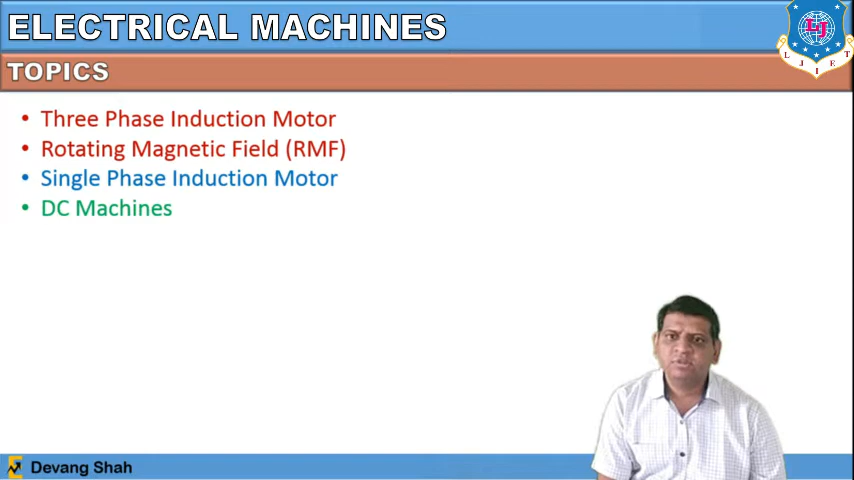 ELECTRICAL MACHINES
LJ
L J I E T
TOPICS
• Three Phase Induction Motor
• Rotating Magnetic Field (RMF)
• Single Phase Induction Motor
• DC Machines
Devang Shah